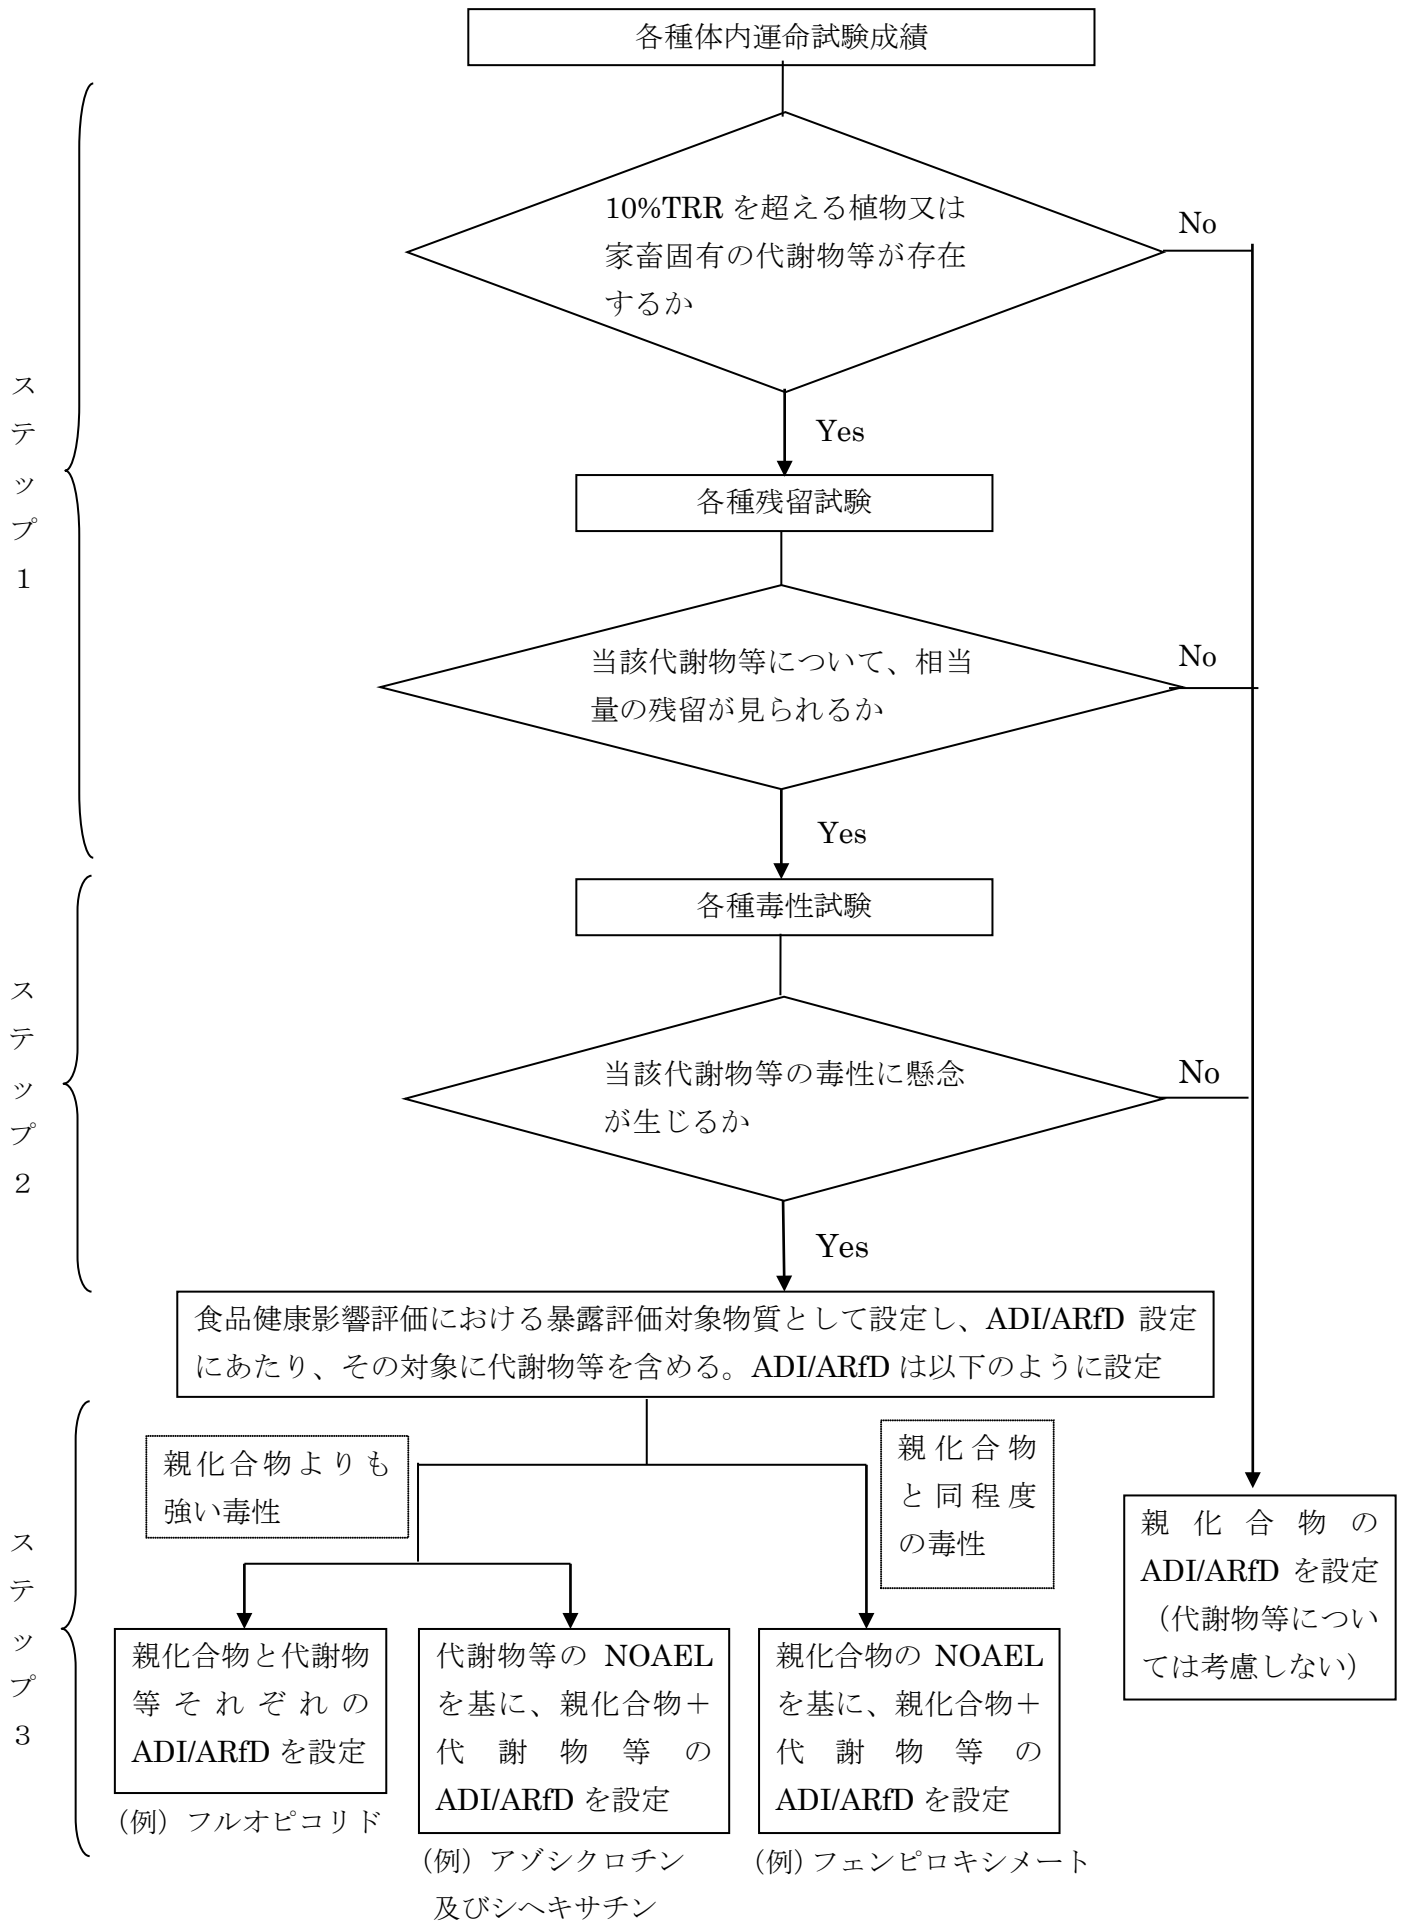 各種体内運命試験成績
10%TRR を超える植物又は
家畜固有の代謝物等が存在
するか
No
Yes
各種残留試験
当該代謝物等について、相当
量の残留が見られるか
No
Yes
ステップ１
各種毒性試験
当該代謝物等の毒性に懸念
が生じるか
No
Yes
ステップ２
食品健康影響評価における暴露評価対象物質として設定し、ADI/ARfD 設定
にあたり、その対象に代謝物等を含める。ADI/ARfD は以下のように設定
親化合物よりも
強い毒性
親化合物
と同程度
の毒性
ステップ３
親化合物と代謝物
等それぞれの
ADI/ARfD を設定
（例）フルオピコリド
代謝物等の NOAEL
を基に、親化合物＋
代謝物等の
ADI/ARfD を設定
（例）アゾシクロチン
及びシヘキサチン
親化合物の NOAEL
を基に、親化合物＋
代謝物等の
ADI/ARfD を設定
（例）フェンピロキシメート
親化合物の
ADI/ARfD を設定
（代謝物等につい
ては考慮しない）